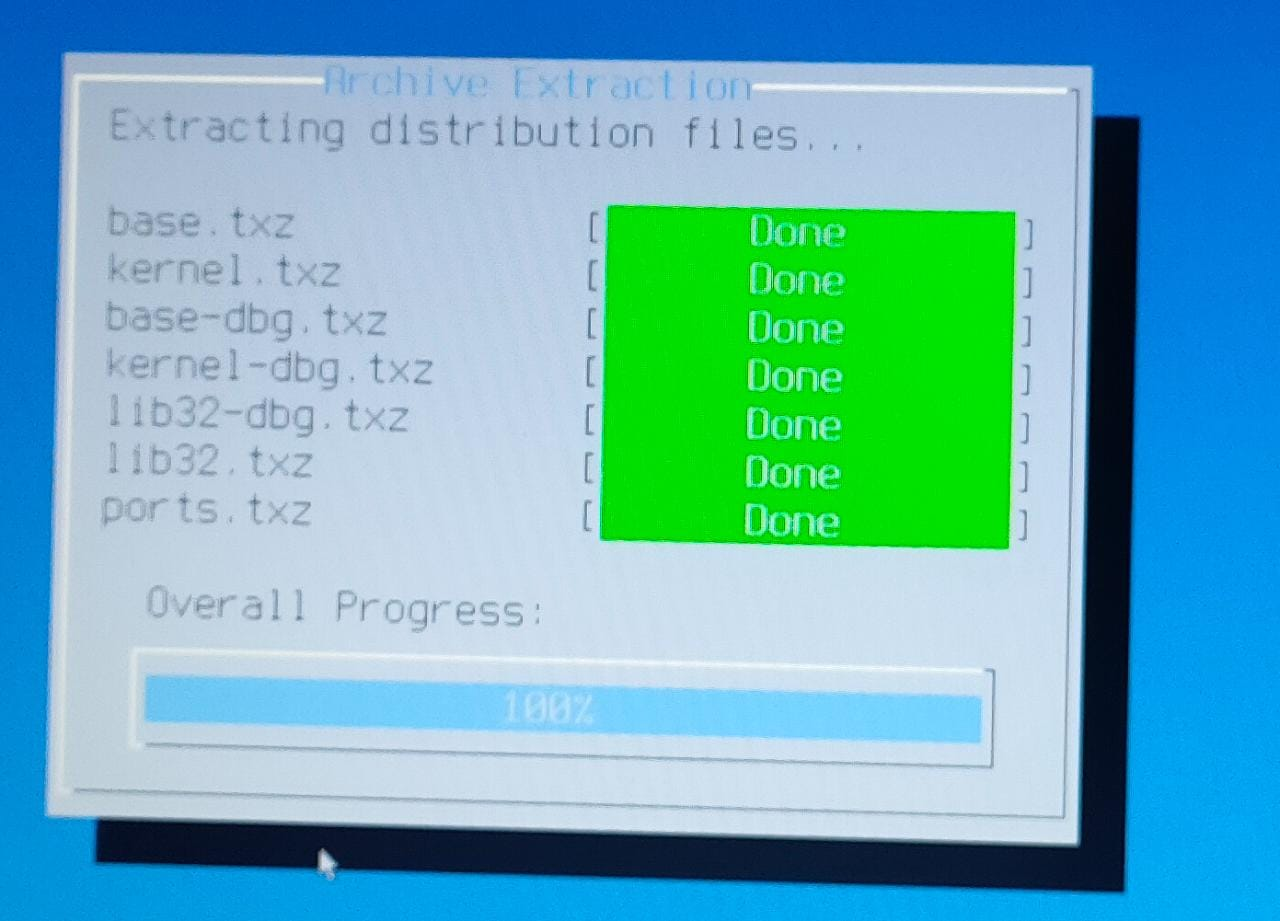 Archive Extraction
Extracting distribution files...
base.txz [ Done ]
kernel.txz [ Done ]
base-dbg.txz [ Done ]
kernel-dbg.txz [ Done ]
lib32-dbg.txz [ Done ]
lib32.txz [ Done ]
ports.txz [ Done ]
Overall Progress:
100%